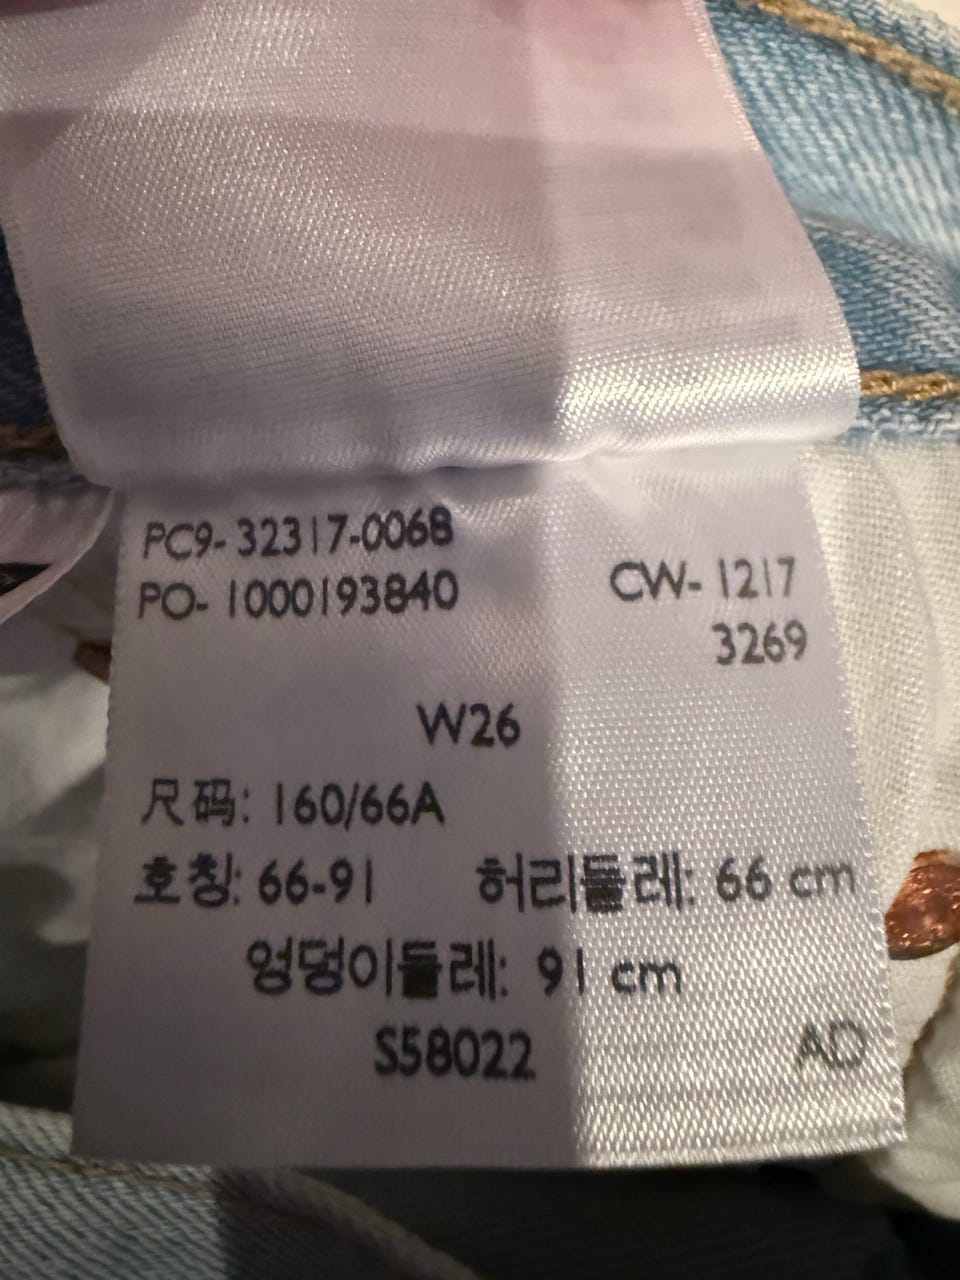 PC9- 32317-0068
PO- 1000193840
CW- 1217
3269
W26
尺码: 160/66A
호칭: 66-91 허리둘레: 66 cm
엉덩이둘레: 91 cm
S58022 AD